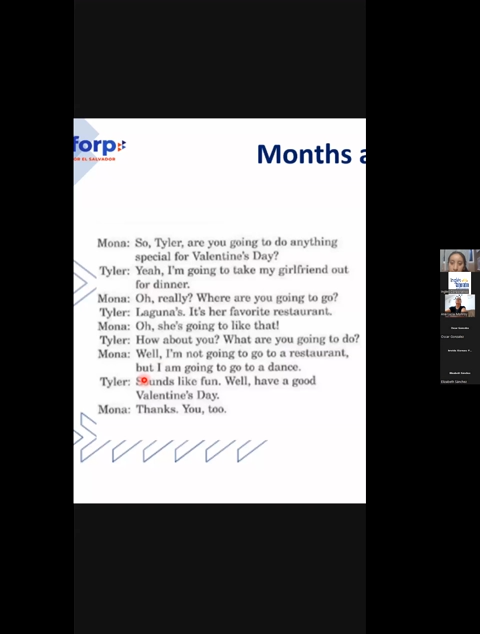 forp
EL SALVADOR
Months a
Mona: So, Tyler, are you going to do anything
special for Valentine's Day?
Tyler: Yeah, I'm going to take my girlfriend out
for dinner.
Mona: Oh, really? Where are you going to go?
Tyler: Laguna's. It's her favorite restaurant.
Mona: Oh, she's going to like that!
Tyler: How about you? What are you going to do?
Mona: Well, I'm not going to go to a restaurant,
but I am going to go to a dance.
Tyler: Sounds like fun. Well, have a good
Valentine's Day.
Mona: Thanks. You, too.